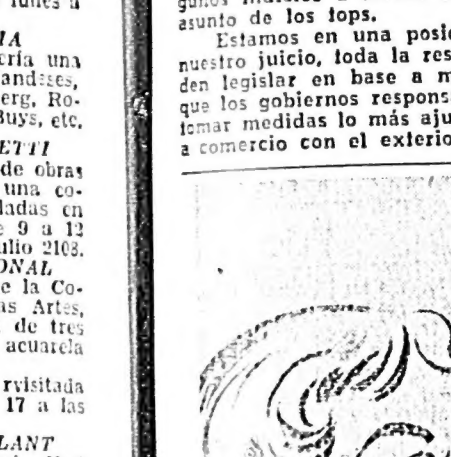 lunes a
ería una
andeses,
erg, Ro-
Buys, etc.
ETTI
de obras
una co-
ladas en
9 a 12
ulio 2108.
ONAL
e la Co-
as Artes,
de tres
acuarela
rvisitada
17 a las
LANT
asunto de los tops.
Estamos en una posic
nuestro juicio, toda la res
den legislar en base a m
que los gobiernos respons
tomar medidas lo más aju
a comercio con el exterio